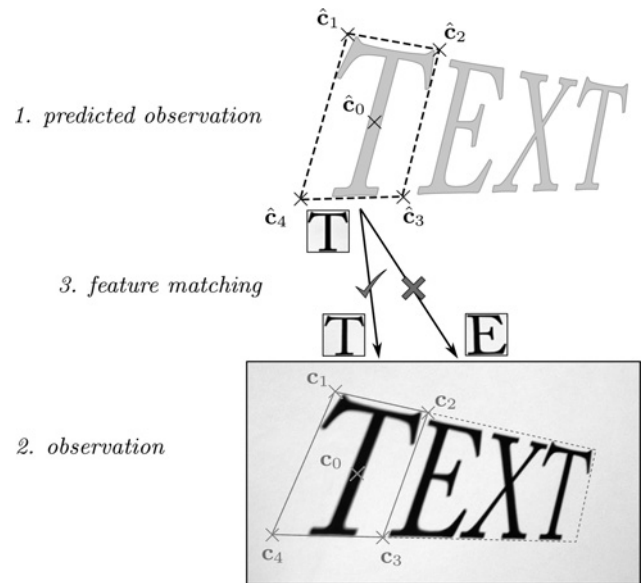 ĉ₁ ĉ₂
TEXT
1. predicted observation
ĉ₀
ĉ₄ ĉ₃
T
3. feature matching
T E
c₁ c₂
TEXT
2. observation
c₀
c₄ c₃